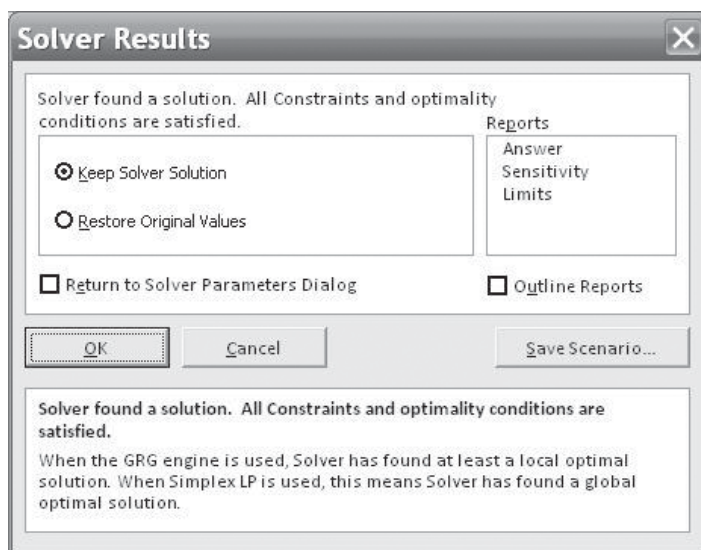 Solver Results
Solver found a solution. All Constraints and optimality
conditions are satisfied.
Reports
Answer
Sensitivity
Limits
Keep Solver Solution
Restore Original Values
Return to Solver Parameters Dialog
Outline Reports
OK
Cancel
Save Scenario...
Solver found a solution. All Constraints and optimality conditions are
satisfied.
When the GRG engine is used, Solver has found at least a local optimal
solution. When Simplex LP is used, this means Solver has found a global
optimal solution.